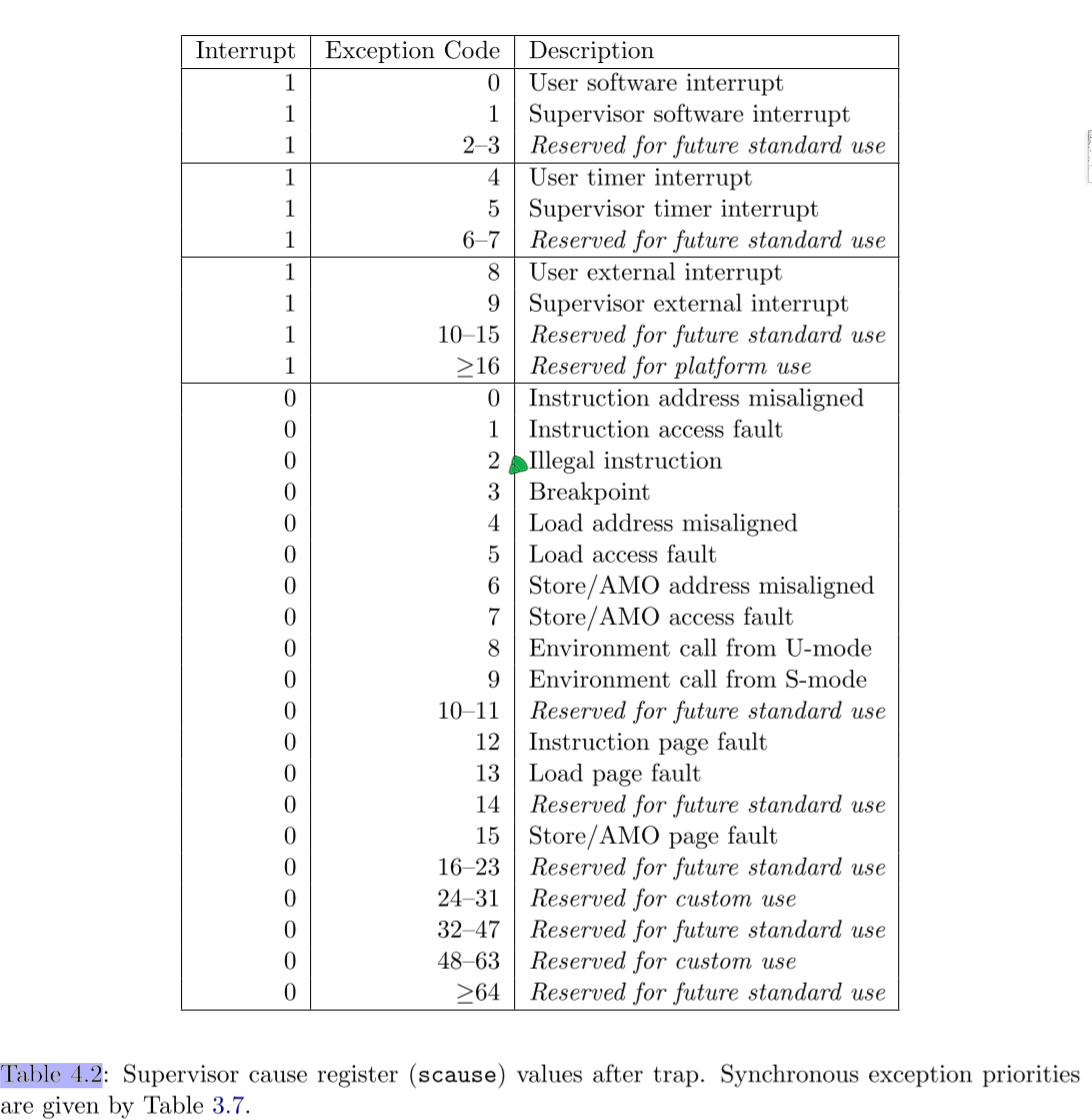 Interrupt Exception Code Description
1 0 User software interrupt
1 1 Supervisor software interrupt
1 2–3 Reserved for future standard use
1 4 User timer interrupt
1 5 Supervisor timer interrupt
1 6–7 Reserved for future standard use
1 8 User external interrupt
1 9 Supervisor external interrupt
1 10–15 Reserved for future standard use
1 ≥16 Reserved for platform use
0 0 Instruction address misaligned
0 1 Instruction access fault
0 2 Illegal instruction
0 3 Breakpoint
0 4 Load address misaligned
0 5 Load access fault
0 6 Store/AMO address misaligned
0 7 Store/AMO access fault
0 8 Environment call from U-mode
0 9 Environment call from S-mode
0 10–11 Reserved for future standard use
0 12 Instruction page fault
0 13 Load page fault
0 14 Reserved for future standard use
0 15 Store/AMO page fault
0 16–23 Reserved for future standard use
0 24–31 Reserved for custom use
0 32–47 Reserved for future standard use
0 48–63 Reserved for custom use
0 ≥64 Reserved for future standard use
Table 4.2: Supervisor cause register (scause) values after trap. Synchronous exception priorities
are given by Table 3.7.